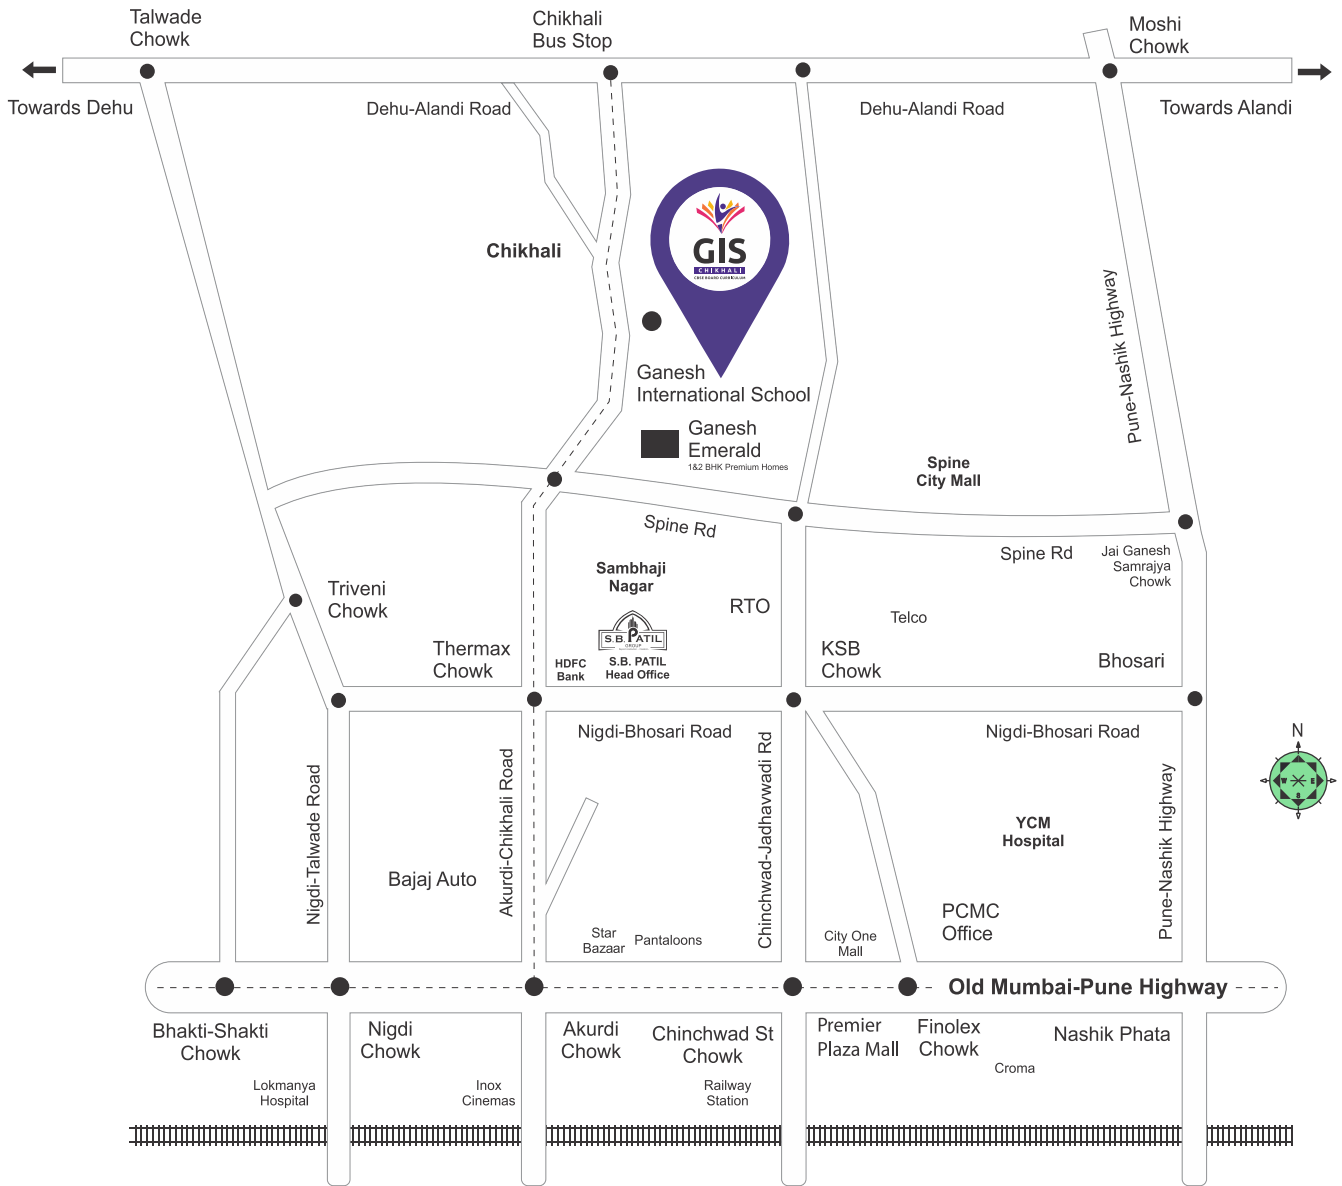 Talwade
Chowk
Chikhali
Bus Stop
Moshi
Chowk
Towards Dehu
Dehu-Alandi Road
Dehu-Alandi Road
Towards Alandi
GIS
CHIKHALI
CBSE BOARD CURRICULUM
Chikhali
Pune-Nashik Highway
Ganesh
International School
Ganesh
Emerald
1&2 BHK Premium Homes
Spine
City Mall
Spine Rd
Spine Rd
Jai Ganesh
Samrajya
Chowk
Sambhaji
Nagar
Triveni
Chowk
RTO
Telco
S.B. PATIL
GROUP
Thermax
Chowk
HDFC
Bank
S.B. PATIL
Head Office
KSB
Chowk
Bhosari
Nigdi-Bhosari Road
Nigdi-Bhosari Road
N
W
E
S
Nigdi-Talwade Road
Akurdi-Chikhali Road
Chinchwad-Jadhavwadi Rd
Pune-Nashik Highway
YCM
Hospital
Bajaj Auto
PCMC
Office
Star
Bazaar
Pantaloons
City One
Mall
Old Mumbai-Pune Highway
Bhakti-Shakti
Chowk
Nigdi
Chowk
Akurdi
Chowk
Chinchwad St
Chowk
Premier
Plaza Mall
Finolex
Chowk
Nashik Phata
Croma
Lokmanya
Hospital
Inox
Cinemas
Railway
Station